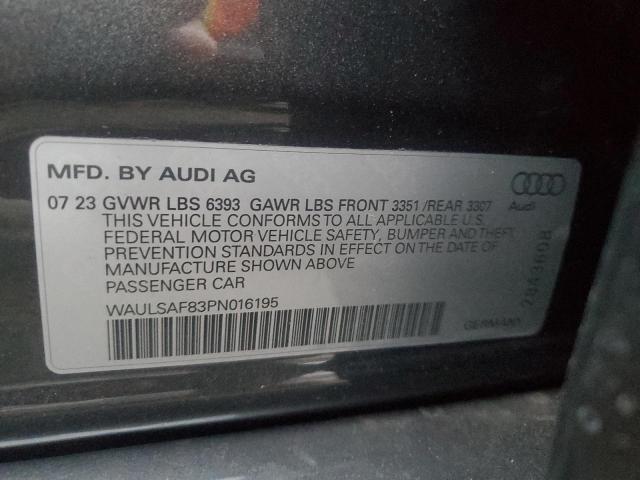 MFD. BY AUDI AG
07 23 GVWR LBS 6393 GAWR LBS FRONT 3351 /REAR 3307
THIS VEHICLE CONFORMS TO ALL APPLICABLE U.S.
FEDERAL MOTOR VEHICLE SAFETY, BUMPER AND THEFT
PREVENTION STANDARDS IN EFFECT ON THE DATE OF
MANUFACTURE SHOWN ABOVE
PASSENGER CAR
WAULSAF83PN016195
Audi
2943608
GERMANY